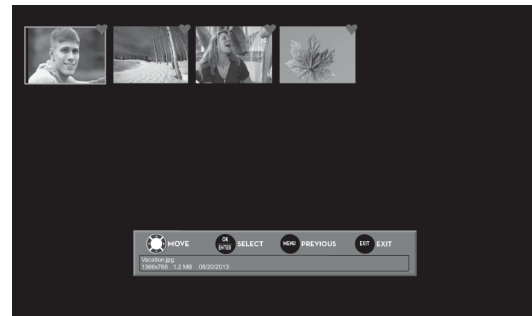 MOVE OK ENTER SELECT MENU PREVIOUS EXIT EXIT
Vacation.jpg
1366x768 1.2 MB 08/20/2013